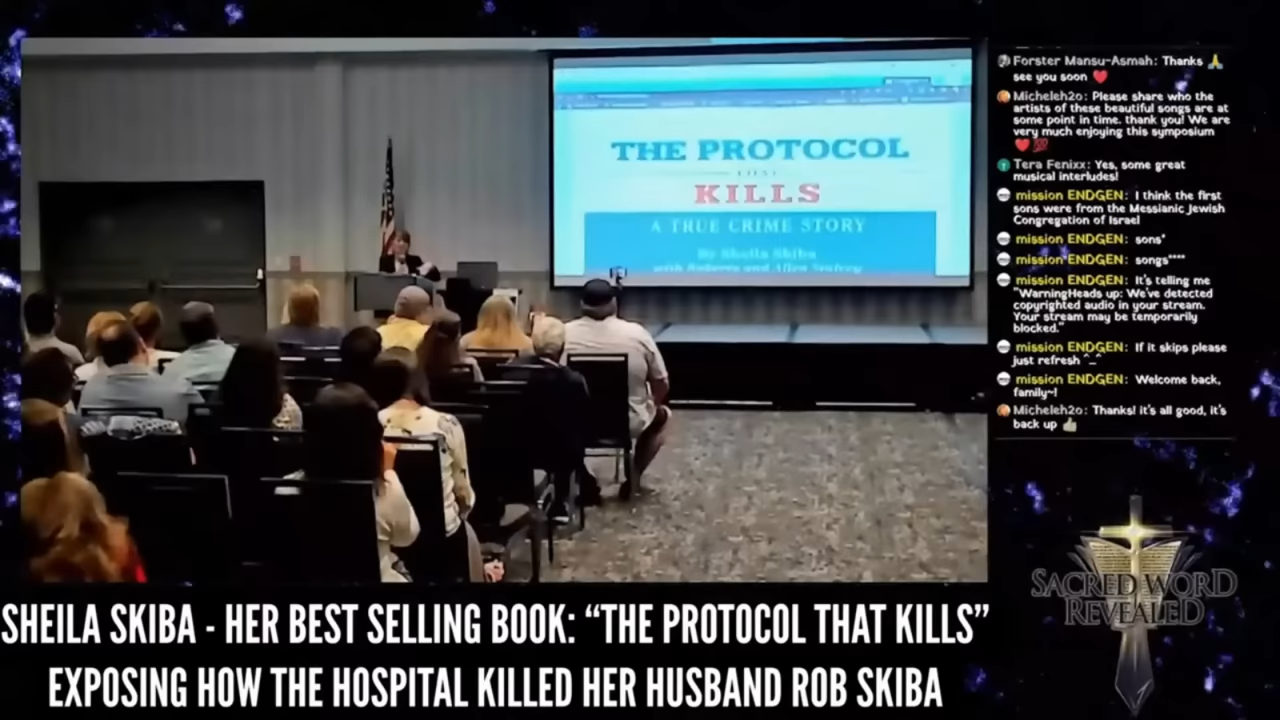 THE PROTOCOL
THAT
KILLS
A TRUE CRIME STORY
By Sheila Skiba
with Roberta and Allen
Forster Mansu-Asmah: Thanks 🙏
see you soon ❤️
Micheleh2o: Please share who the
artists of these beautiful songs are at
some point in time. thank you! We are
very much enjoying this symposium
❤️💯
Tera Fenixx: Yes, some great
musical interludes!
mission ENDGEN: I think the first
sons were from the Messianic Jewish
Congregation of Israel
mission ENDGEN: sons*
mission ENDGEN: songs****
mission ENDGEN: It's telling me
"WarningHeads up: We've detected
copyrighted audio in your stream.
Your stream may be temporarily
blocked."
mission ENDGEN: If it skips please
just refresh ^_^
mission ENDGEN: Welcome back,
family~!
Micheleh2o: Thanks! it's all good, it's
back up 👍
SACRED WORD
REVEALED
SHEILA SKIBA - HER BEST SELLING BOOK: “THE PROTOCOL THAT KILLS”
EXPOSING HOW THE HOSPITAL KILLED HER HUSBAND ROB SKIBA